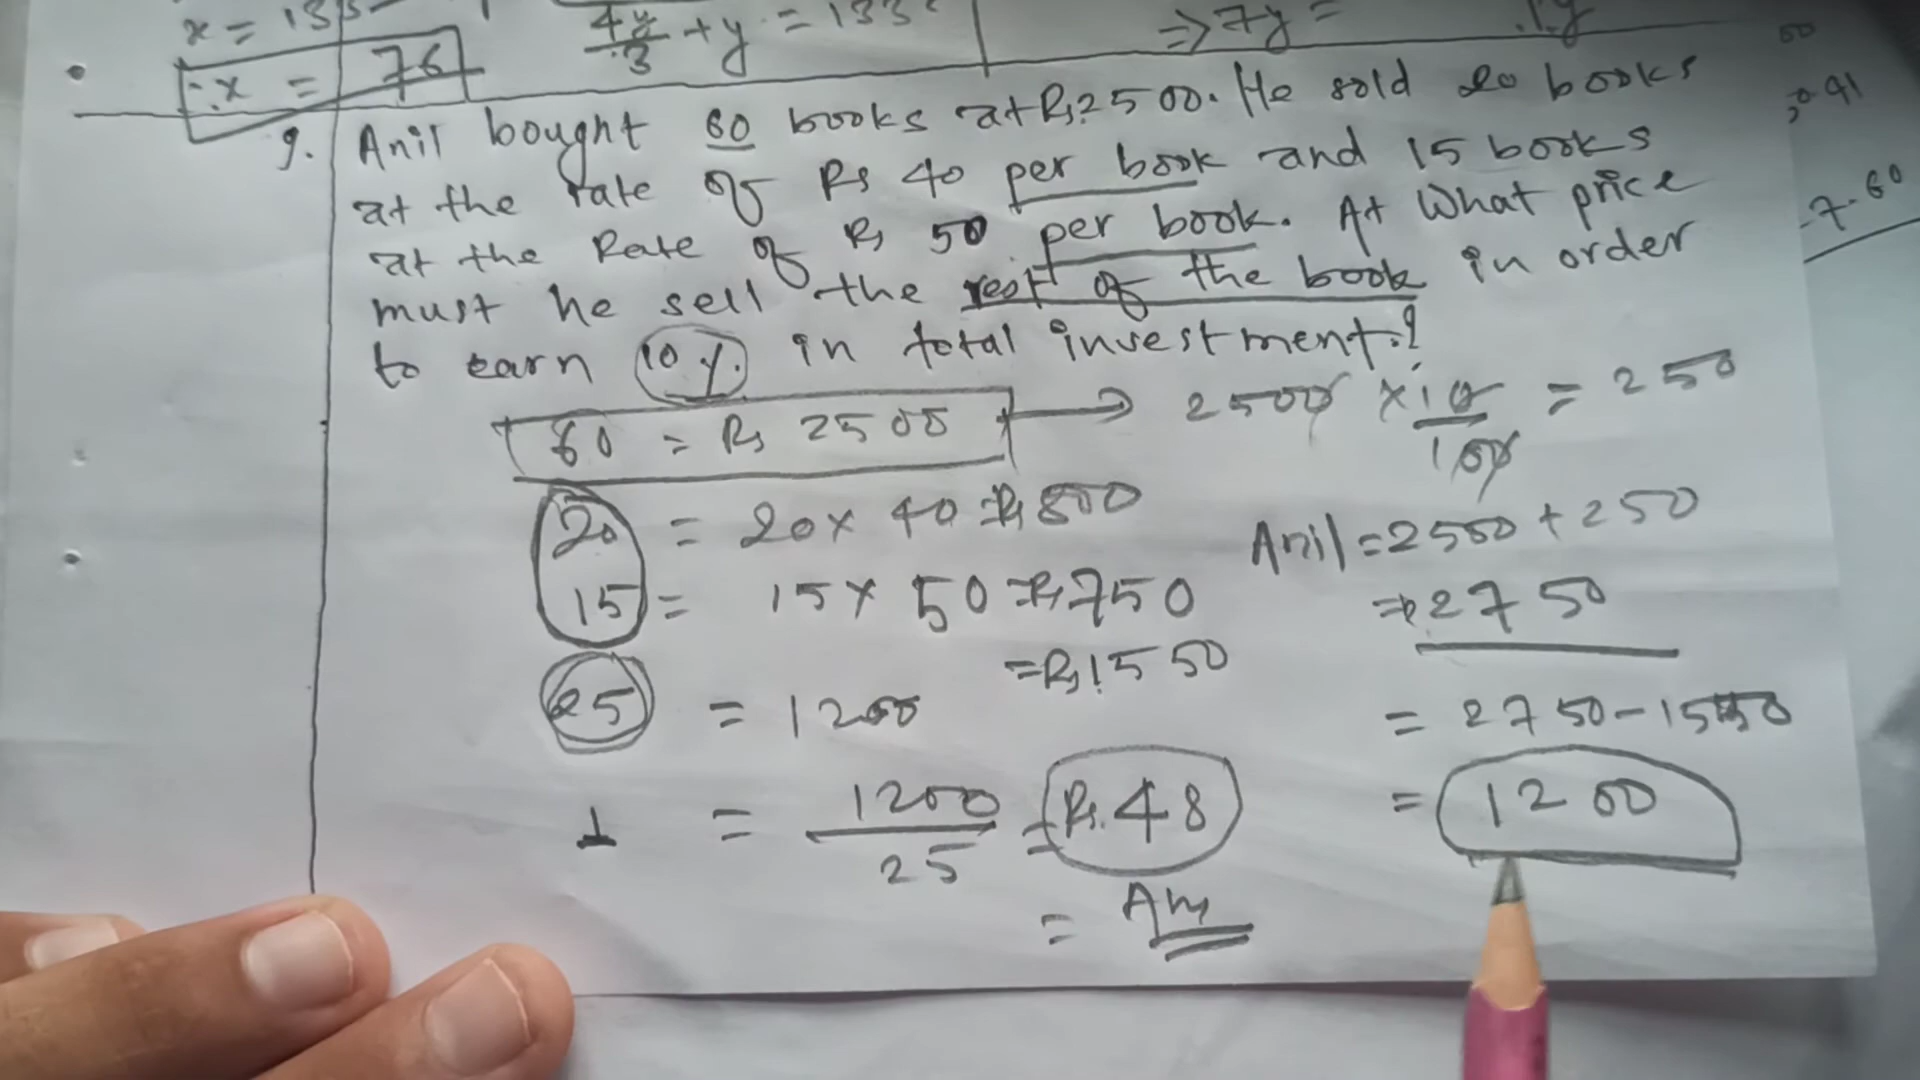 x = 135
4y/3 + y = 133
=> 7y =
∴x = 76
9. Anil bought 60 books at Rs2500. He sold 20 books
at the rate of Rs 40 per book and 15 books
at the Rate of Rs 50 per book. At What price
must he sell the rest of the book in order
to earn 10%. in total investment.?
60 = Rs 2500 → 2500 × 10/100 = 250
20 = 20 × 40 = Rs 800
Anil = 2500 + 250
15 = 15 × 50 = Rs 750
=> 2750
= Rs 1550
25 = 1200
= 2750 - 1550
1 = 1200/25 = Rs. 48
= 1200
= Ans